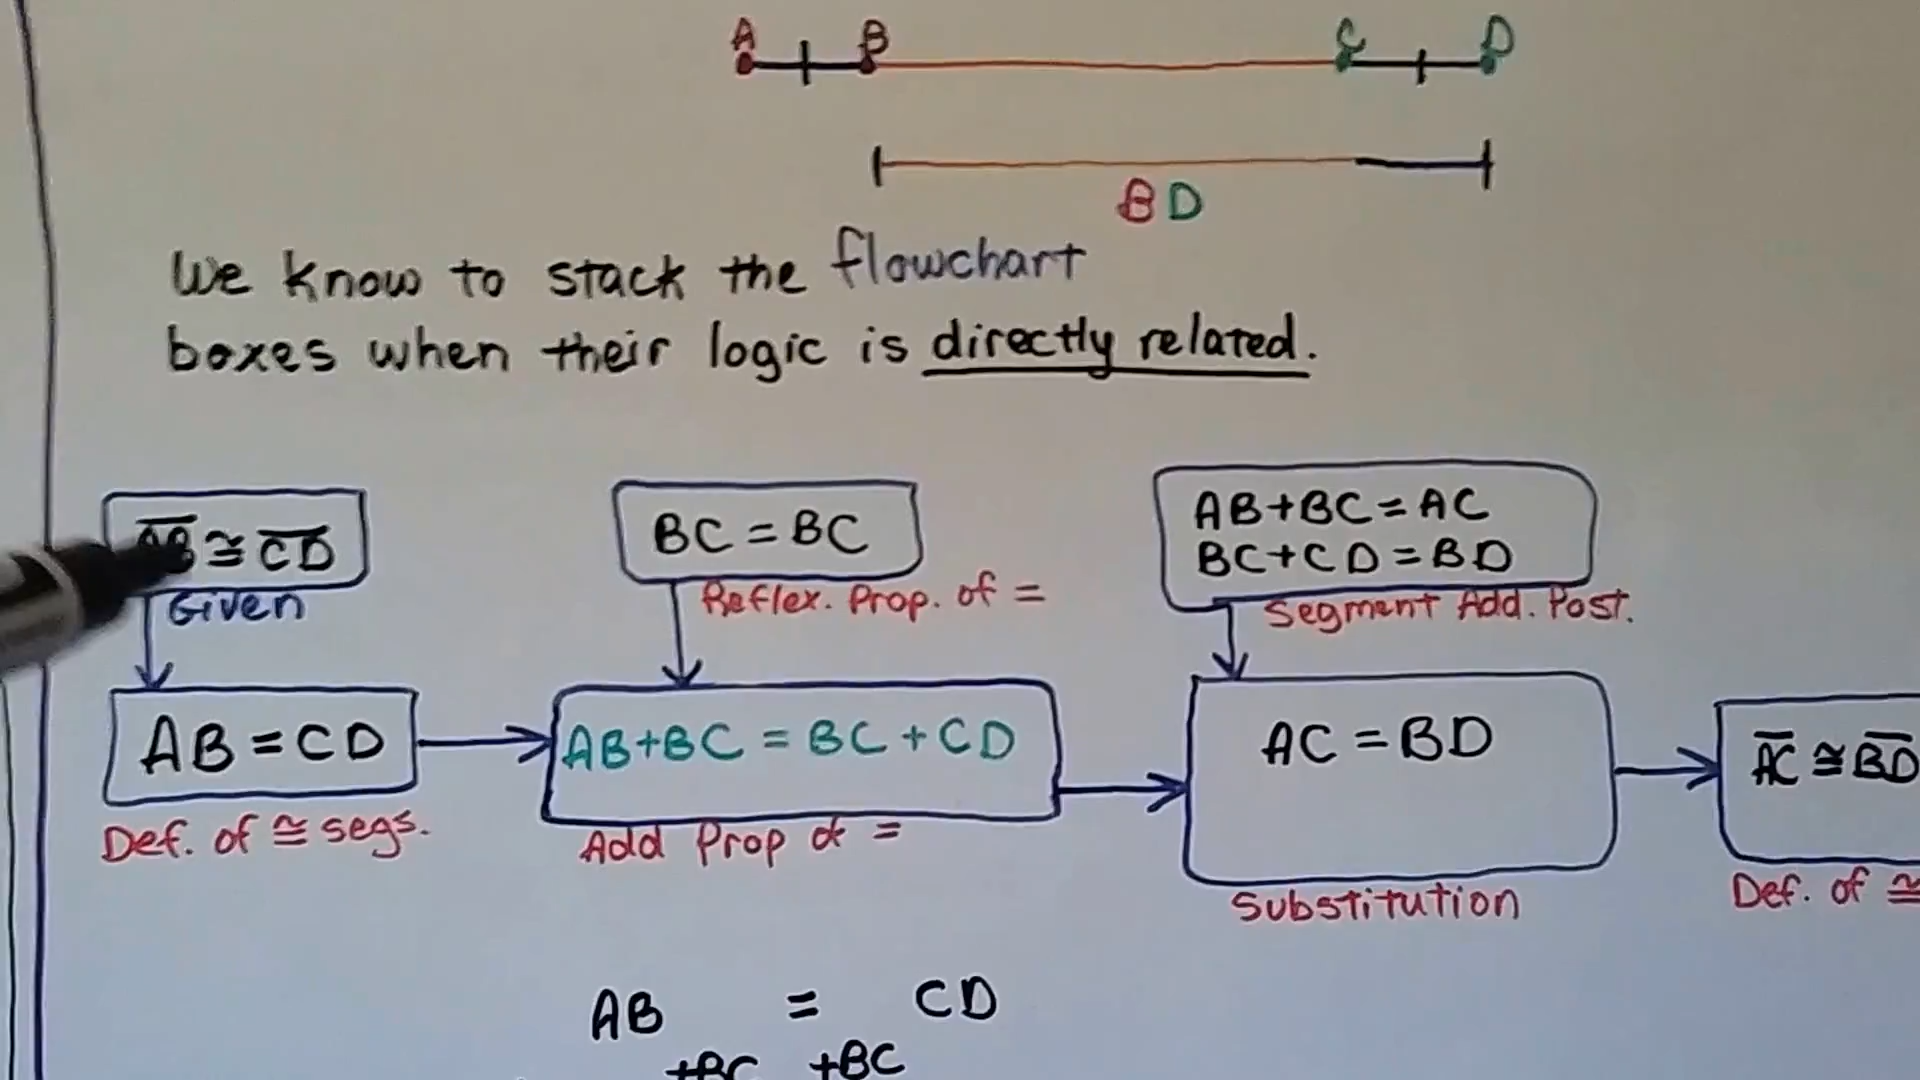 A B C D
BD
We know to stack the flowchart
boxes when their logic is directly related.
AB ≅ CD
Given
BC = BC
Reflex. Prop. of =
AB+BC = AC
BC+CD = BD
Segment Add. Post.
AB = CD
Def. of ≅ segs.
AB+BC = BC + CD
Add Prop of =
AC = BD
Substitution
AC ≅ BD
Def. of ≅
AB = CD
+BC +BC